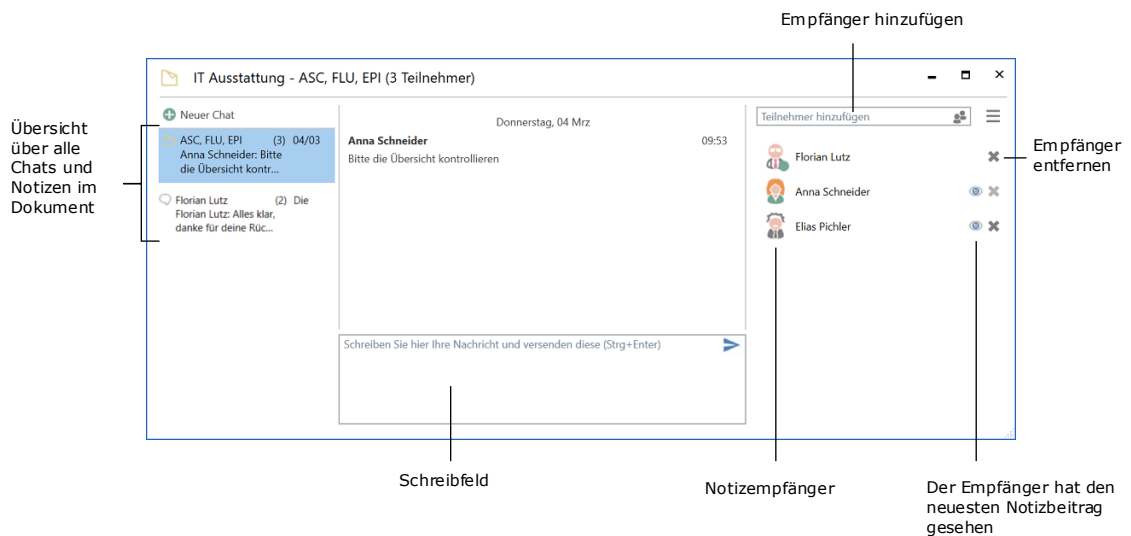 Empfänger hinzufügen
IT Ausstattung - ASC, FLU, EPI (3 Teilnehmer)
Übersicht
über alle
Chats und
Notizen im
Dokument
Neuer Chat
ASC, FLU, EPI (3) 04/03
Anna Schneider: Bitte
die Übersicht kontr...
Florian Lutz (2) Die
Florian Lutz: Alles klar,
danke für deine Rüc...
Donnerstag, 04 Mrz
Anna Schneider 09:53
Bitte die Übersicht kontrollieren
Schreiben Sie hier Ihre Nachricht und versenden diese (Strg+Enter)
Teilnehmer hinzufügen
Florian Lutz
Anna Schneider
Elias Pichler
Empfänger
entfernen
Schreibfeld
Notizempfänger
Der Empfänger hat den
neuesten Notizbeitrag
gesehen